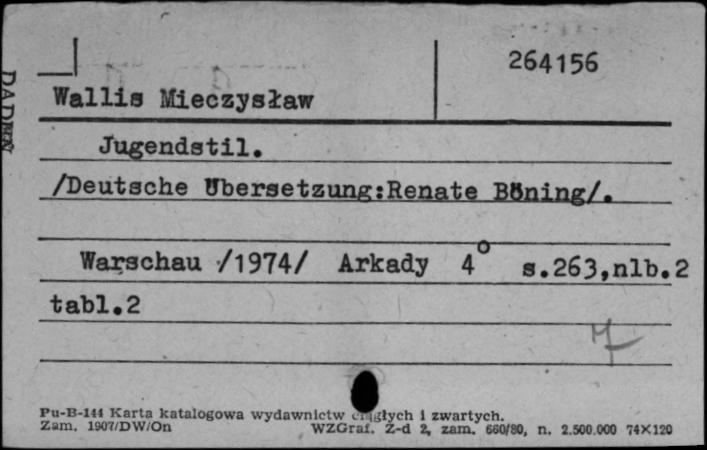 264156
Wallis Mieczysław
Jugendstil.
/Deutsche Übersetzung:Renate Böning/.
Warschau /1974/ Arkady 4° s.263,nlb.2
tabl.2
7
Pu-B-144 Karta katalogowa wydawnictw ciągłych i zwartych.
Zam. 1907/DW/On WZGraf. Z-d 2, zam. 660/80, n. 2.500.000 74×120